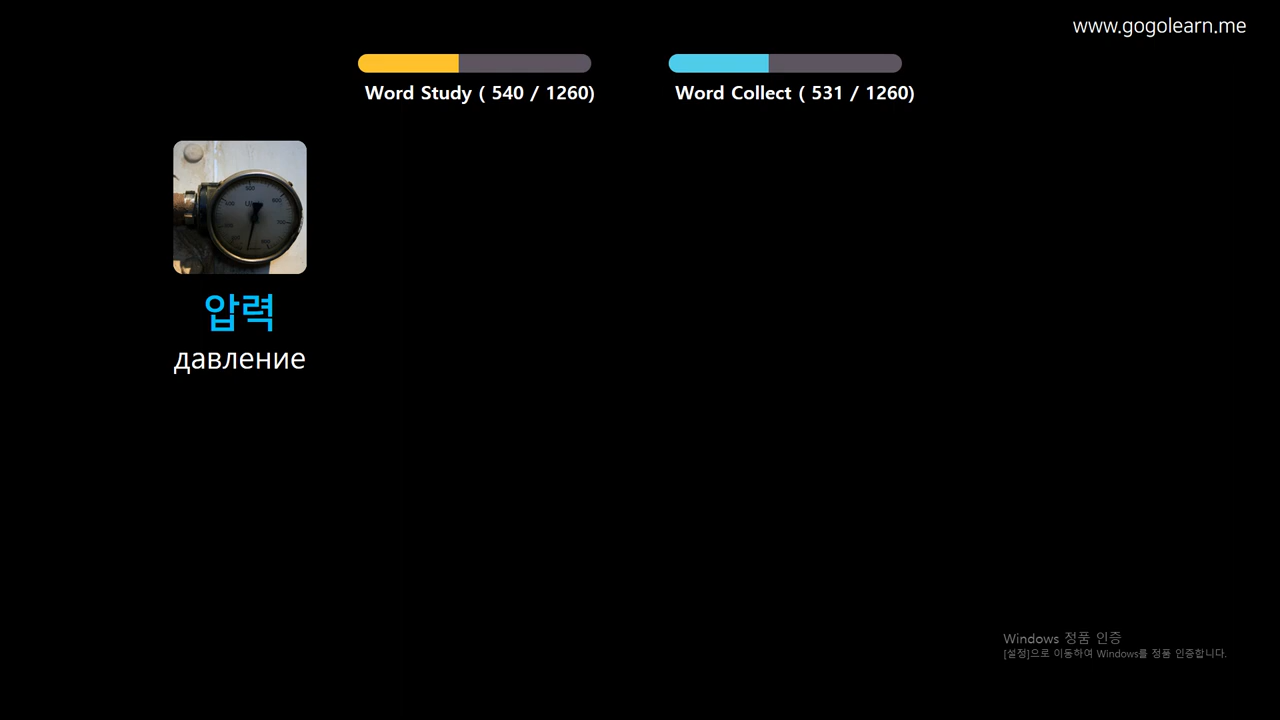 www.gogolearn.me
Word Study ( 540 / 1260)
Word Collect ( 531 / 1260)
압력
давление
Windows 정품 인증
[설정]으로 이동하여 Windows를 정품 인증합니다.